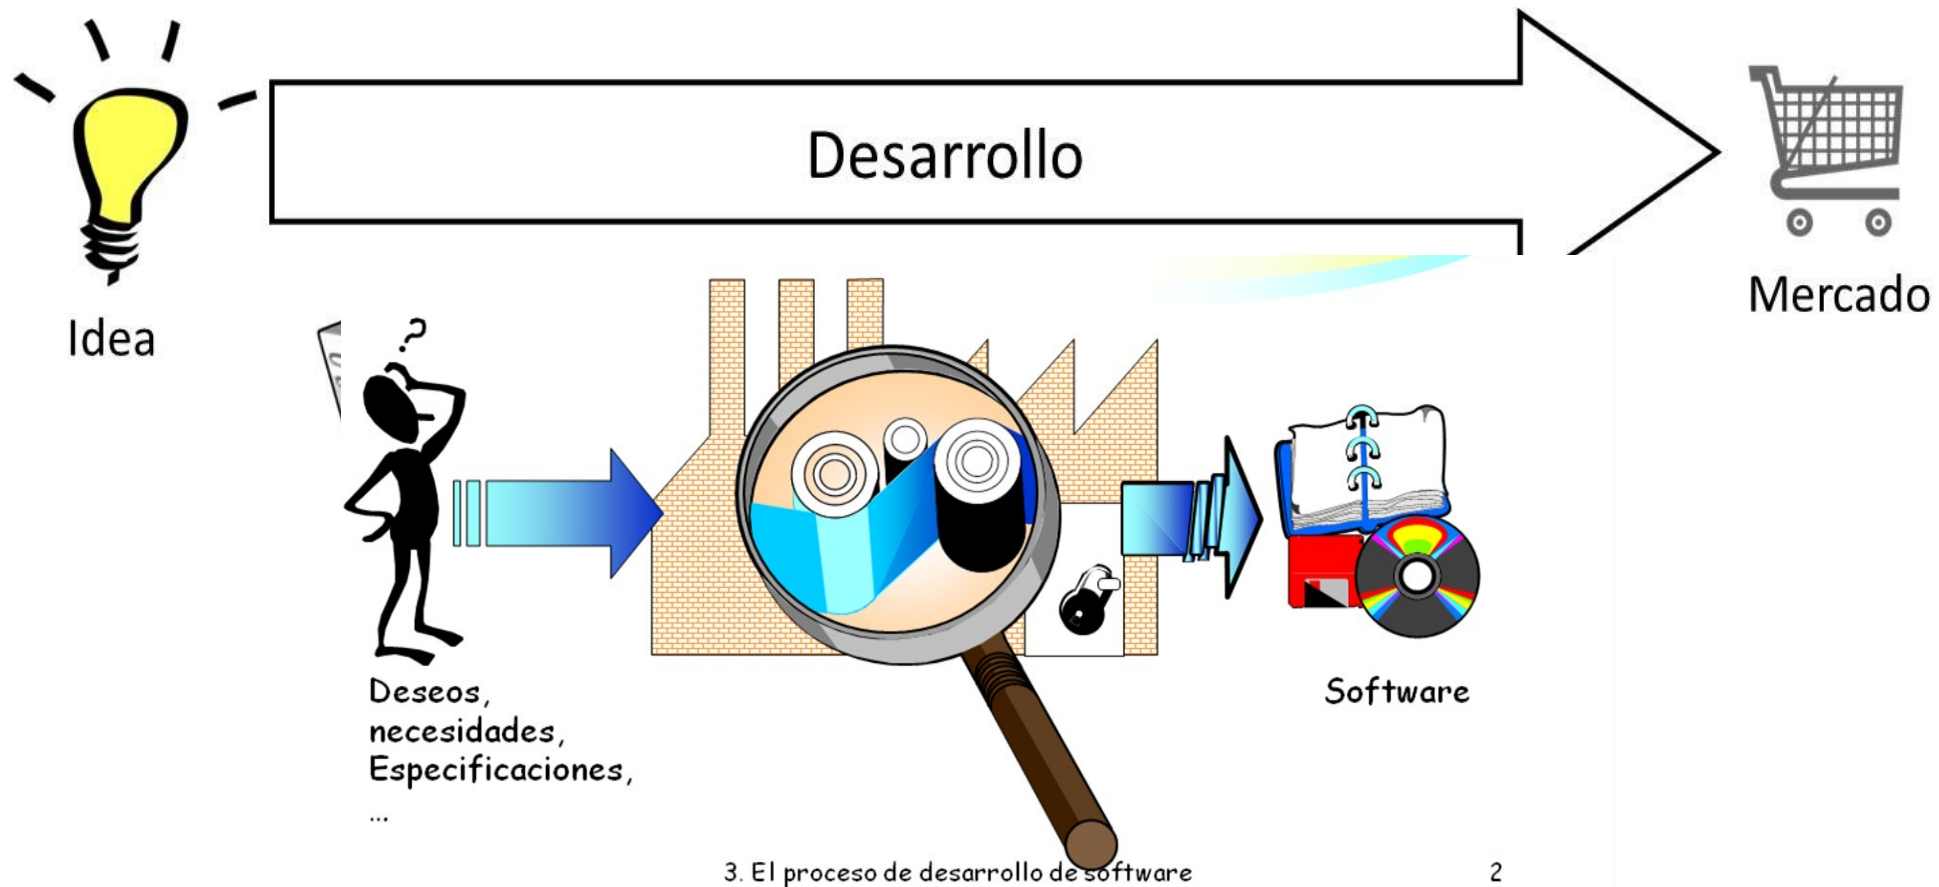 Desarrollo
Idea
Mercado
?
Deseos,
necesidades,
Especificaciones,
...
Software
3. El proceso de desarrollo de software
2